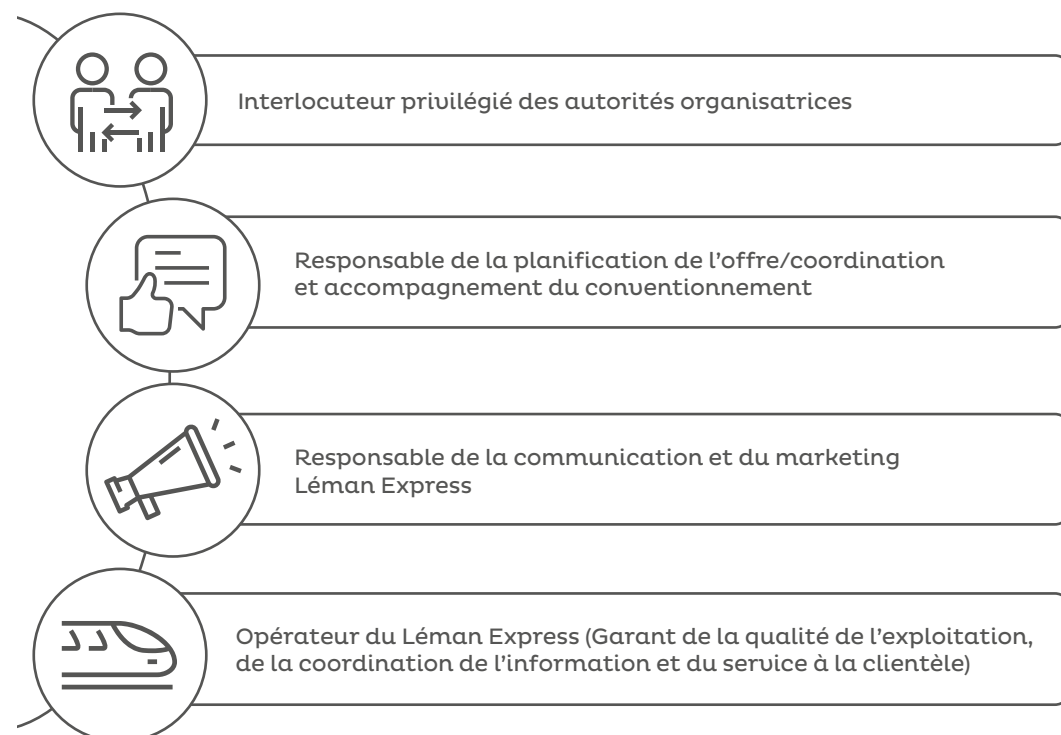 Interlocuteur privilégié des autorités organisatrices
Responsable de la planification de l’offre/coordination
et accompagnement du conventionnement
Responsable de la communication et du marketing
Léman Express
Opérateur du Léman Express (Garant de la qualité de l’exploitation,
de la coordination de l’information et du service à la clientèle)